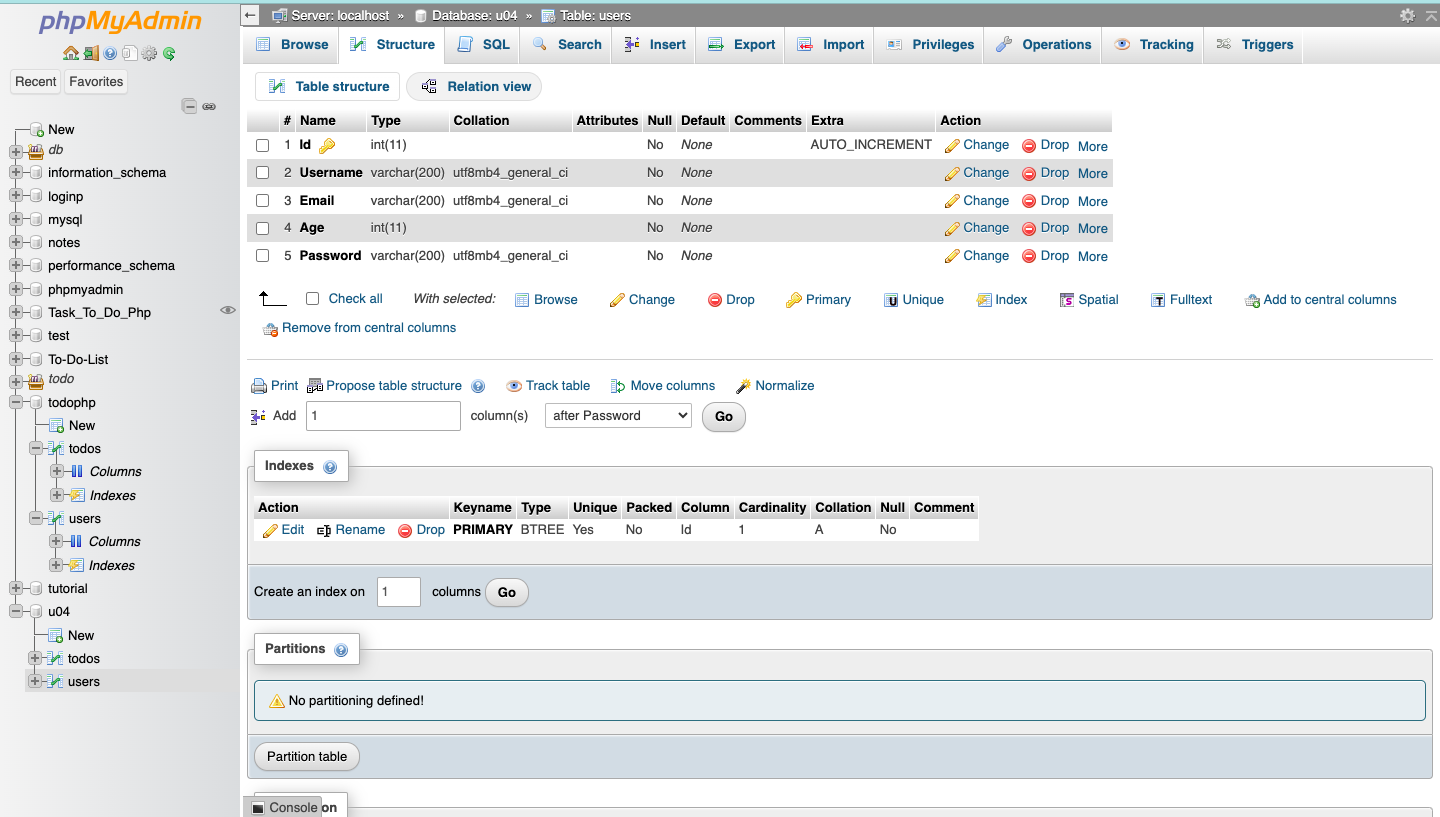 phpMyAdmin
Recent Favorites
New
db
information_schema
loginp
mysql
notes
performance_schema
phpmyadmin
Task_To_Do_Php
test
To-Do-List
todo
todophp
New
todos
Columns
Indexes
users
Columns
Indexes
tutorial
u04
New
todos
users
Server: localhost » Database: u04 » Table: users
Browse Structure SQL Search Insert Export Import Privileges Operations Tracking Triggers
Table structure Relation view
# Name Type Collation Attributes Null Default Comments Extra Action
1 Id int(11) No None AUTO_INCREMENT Change Drop More
2 Username varchar(200) utf8mb4_general_ci No None Change Drop More
3 Email varchar(200) utf8mb4_general_ci No None Change Drop More
4 Age int(11) No None Change Drop More
5 Password varchar(200) utf8mb4_general_ci No None Change Drop More
Check all With selected: Browse Change Drop Primary Unique Index Spatial Fulltext Add to central columns
Remove from central columns
Print Propose table structure Track table Move columns Normalize
Add 1 column(s) after Password Go
Indexes
Action Keyname Type Unique Packed Column Cardinality Collation Null Comment
Edit Rename Drop PRIMARY BTREE Yes No Id 1 A No
Create an index on 1 columns Go
Partitions
No partitioning defined!
Partition table
Console on